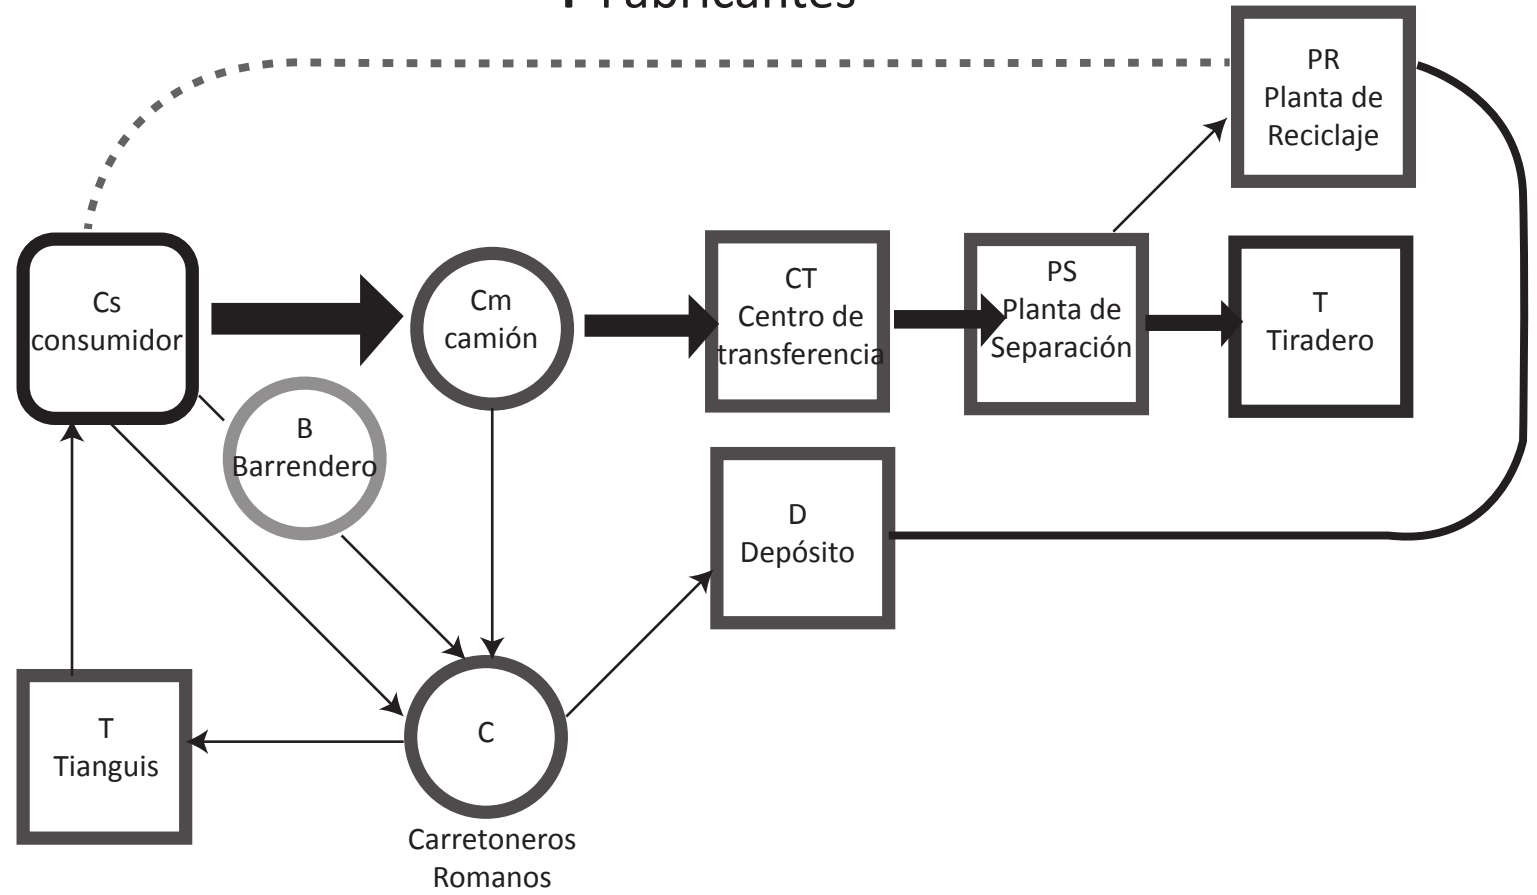 Fabricantes
PR
Planta de
Reciclaje
Cs
consumidor
Cm
camión
CT
Centro de
transferencia
PS
Planta de
Separación
T
Tiradero
B
Barrendero
D
Depósito
T
Tianguis
C
Carretoneros
Romanos